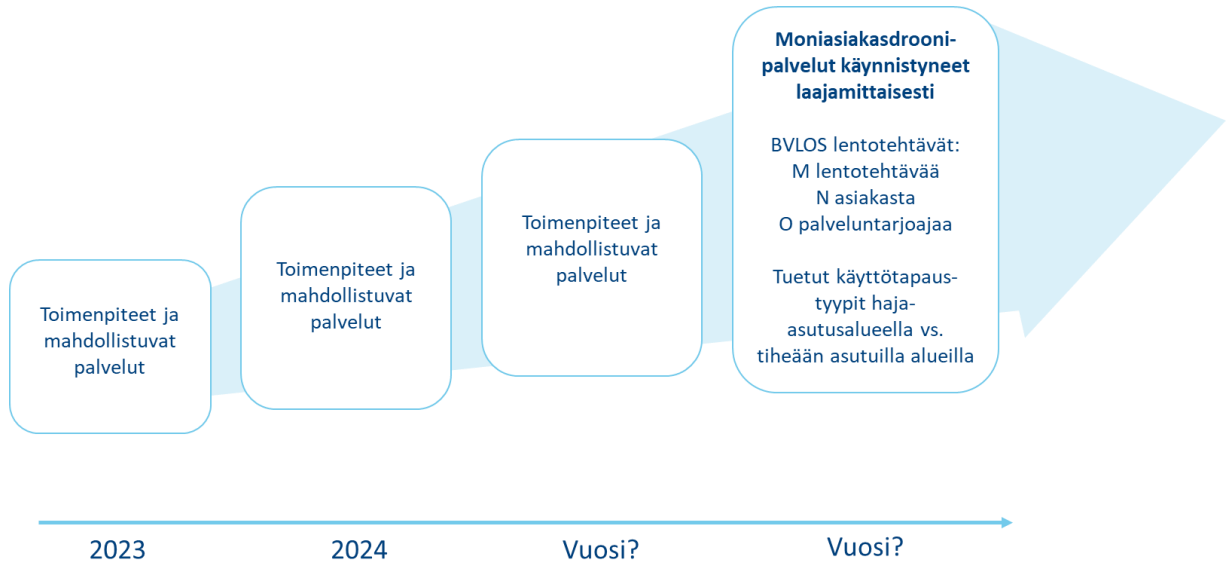 Toimenpiteet ja
mahdollistuvat
palvelut
Toimenpiteet ja
mahdollistuvat
palvelut
Toimenpiteet ja
mahdollistuvat
palvelut
Moniasiakasdrooni-
palvelut käynnistyneet
laajamittaisesti
BVLOS lentotehtävät:
M lentotehtävää
N asiakasta
O palveluntarjoajaa
Tuetut käyttötapaus-
tyypit haja-
asutusalueella vs.
tiheään asutuilla alueilla
2023
2024
Vuosi?
Vuosi?